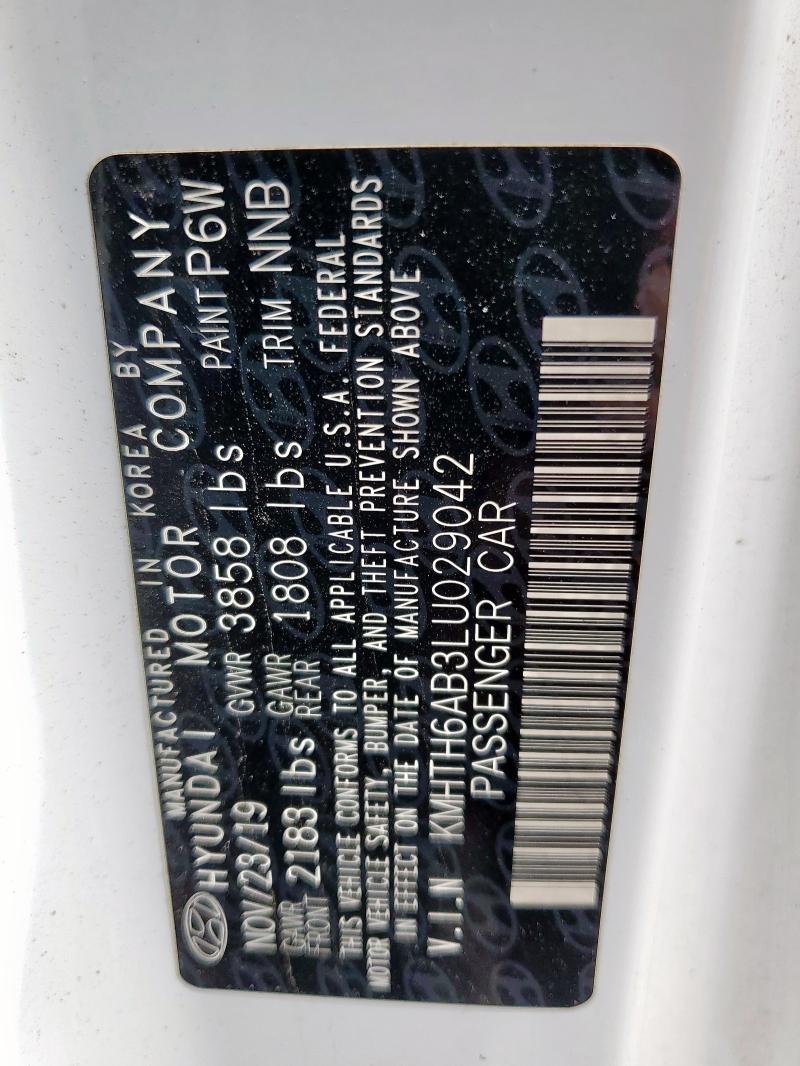 MANUFACTURED IN KOREA BY
HYUNDAI MOTOR COMPANY
NOV/23/19 GVWR 3858 lbs PAINT P6W
GAWR FRONT 2183 lbs GAWR REAR 1808 lbs TRIM NNB
THIS VEHICLE CONFORMS TO ALL APPLICABLE U.S.A. FEDERAL
MOTOR VEHICLE SAFETY, BUMPER, AND THEFT PREVENTION STANDARDS
IN EFFECT ON THE DATE OF MANUFACTURE SHOWN ABOVE
V.I.N KMHTH6AB3LU029042
PASSENGER CAR